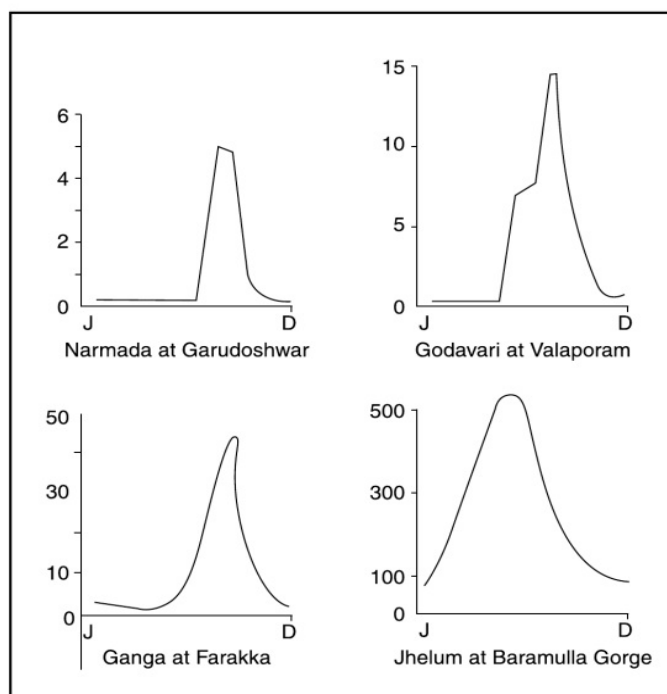 6
4
2
0
J D
Narmada at Garudoshwar
15
10
5
0
J D
Godavari at Valaporam
50
30
10
0
J D
Ganga at Farakka
500
300
100
0
J D
Jhelum at Baramulla Gorge